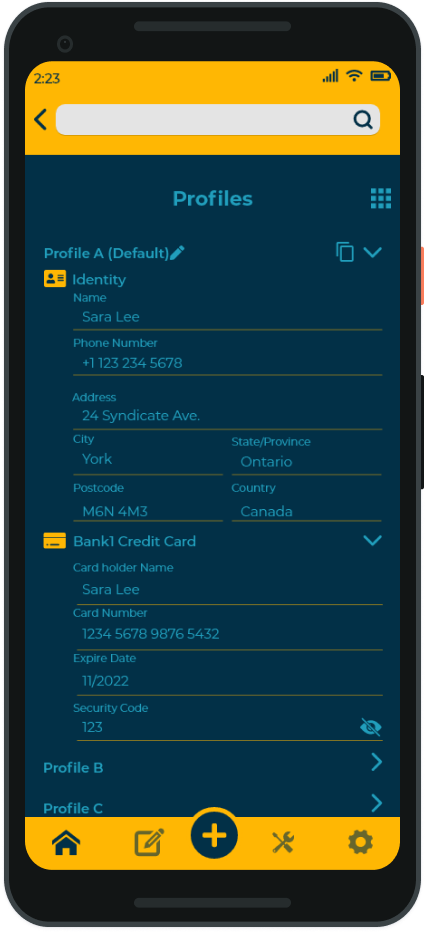 2:23
Profiles
Profile A (Default)
Identity
Name
Sara Lee
Phone Number
+1 123 234 5678
Address
24 Syndicate Ave.
City
State/Province
York
Ontario
Postcode
Country
M6N 4M3
Canada
Bank1 Credit Card
Card holder Name
Sara Lee
Card Number
1234 5678 9876 5432
Expire Date
11/2022
Security Code
123
Profile B
Profile C